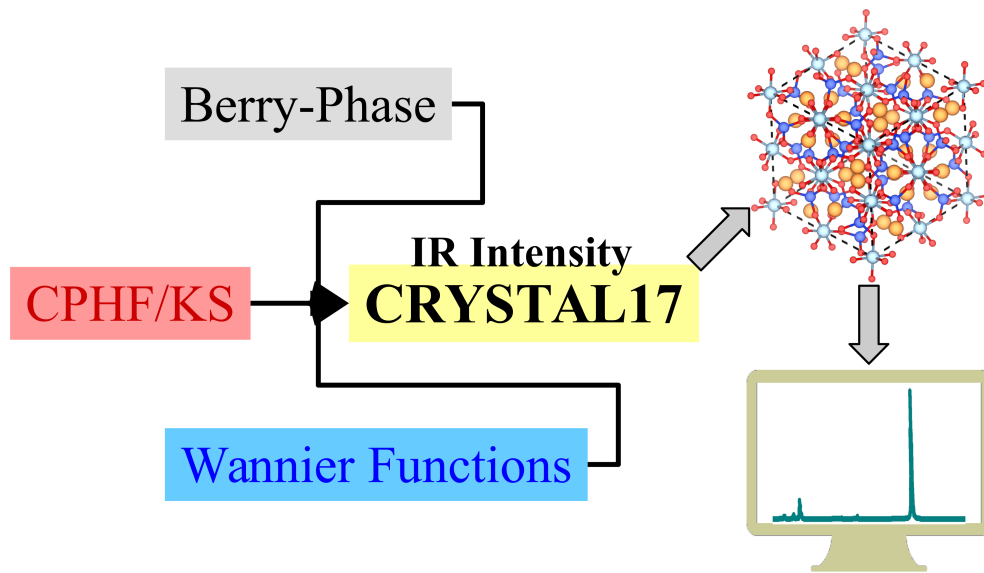 Berry-Phase
IR Intensity
CPHF/KS
CRYSTAL17
Wannier Functions